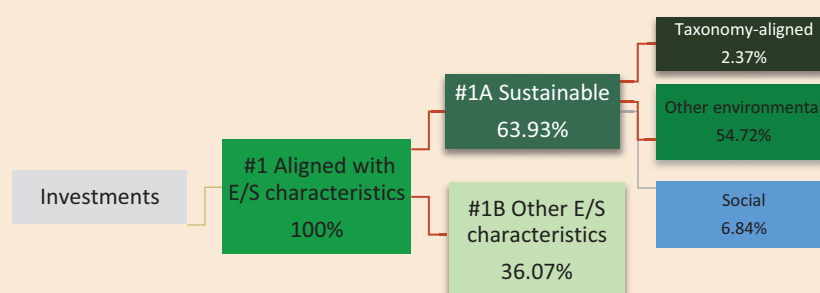 Investments
#1 Aligned with
E/S characteristics
100%
#1A Sustainable
63.93%
#1B Other E/S
characteristics
36.07%
Taxonomy-aligned
2.37%
Other environmenta
54.72%
Social
6.84%